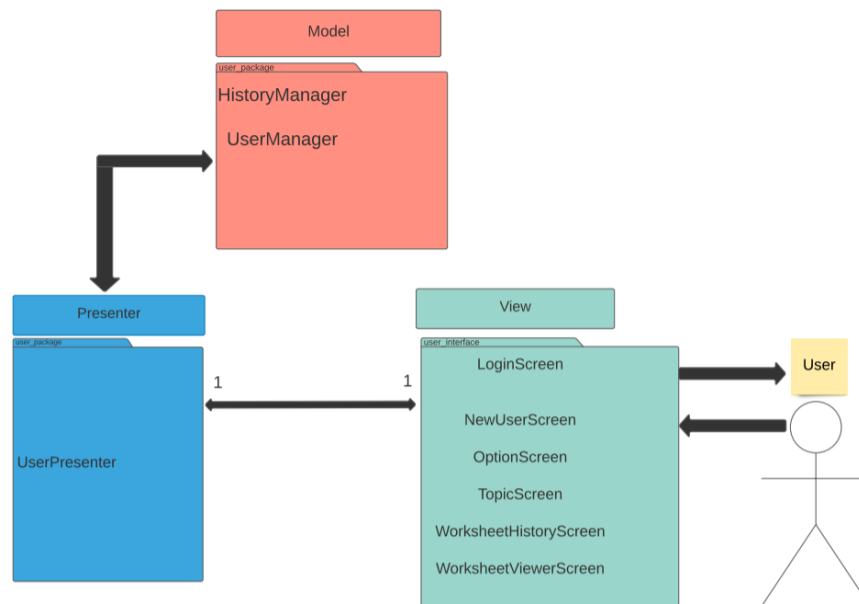 Model
user_package
HistoryManager
UserManager
Presenter
user_package
UserPresenter
1
1
View
user_interface
LoginScreen
NewUserScreen
OptionScreen
TopicScreen
WorksheetHistoryScreen
WorksheetViewerScreen
User